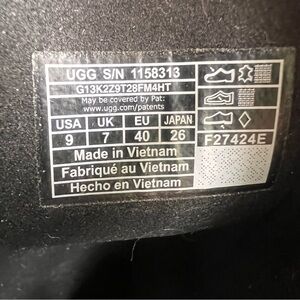 UGG S/N 1158313
G13K2Z9T28FM4HT
May be covered by Pat:
www.ugg.com/patents
USA UK EU JAPAN
9 7 40 26
F27424E
Made in Vietnam
Fabriqué au Vietnam
Hecho en Vietnam